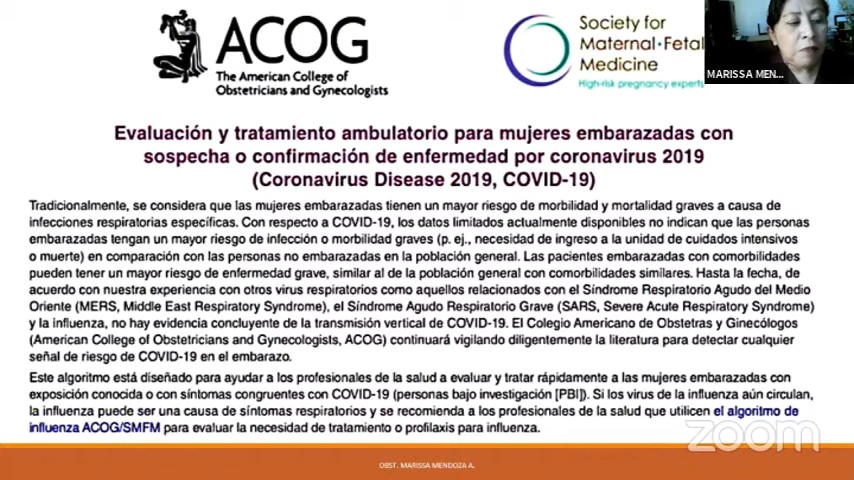 ACOG
The American College of
Obstetricians and Gynecologists
Society for
Maternal•Fetal
Medicine
High-risk pregnancy experts
MARISSA MEN...
Evaluación y tratamiento ambulatorio para mujeres embarazadas con
sospecha o confirmación de enfermedad por coronavirus 2019
(Coronavirus Disease 2019, COVID-19)
Tradicionalmente, se considera que las mujeres embarazadas tienen un mayor riesgo de morbilidad y mortalidad graves a causa de
infecciones respiratorias específicas. Con respecto a COVID-19, los datos limitados actualmente disponibles no indican que las personas
embarazadas tengan un mayor riesgo de infección o morbilidad graves (p. ej., necesidad de ingreso a la unidad de cuidados intensivos
o muerte) en comparación con las personas no embarazadas en la población general. Las pacientes embarazadas con comorbilidades
pueden tener un mayor riesgo de enfermedad grave, similar al de la población general con comorbilidades similares. Hasta la fecha, de
acuerdo con nuestra experiencia con otros virus respiratorios como aquellos relacionados con el Síndrome Respiratorio Agudo del Medio
Oriente (MERS, Middle East Respiratory Syndrome), el Síndrome Agudo Respiratorio Grave (SARS, Severe Acute Respiratory Syndrome)
y la influenza, no hay evidencia concluyente de la transmisión vertical de COVID-19. El Colegio Americano de Obstetras y Ginecólogos
(American College of Obstetricians and Gynecologists, ACOG) continuará vigilando diligentemente la literatura para detectar cualquier
señal de riesgo de COVID-19 en el embarazo.
Este algoritmo está diseñado para ayudar a los profesionales de la salud a evaluar y tratar rápidamente a las mujeres embarazadas con
exposición conocida o con síntomas congruentes con COVID-19 (personas bajo investigación [PBI]). Si los virus de la influenza aún circulan,
la influenza puede ser una causa de síntomas respiratorios y se recomienda a los profesionales de la salud que utilicen el algoritmo de
influenza ACOG/SMFM para evaluar la necesidad de tratamiento o profilaxis para influenza.
zoom
OBST. MARISSA MENDOZA A.